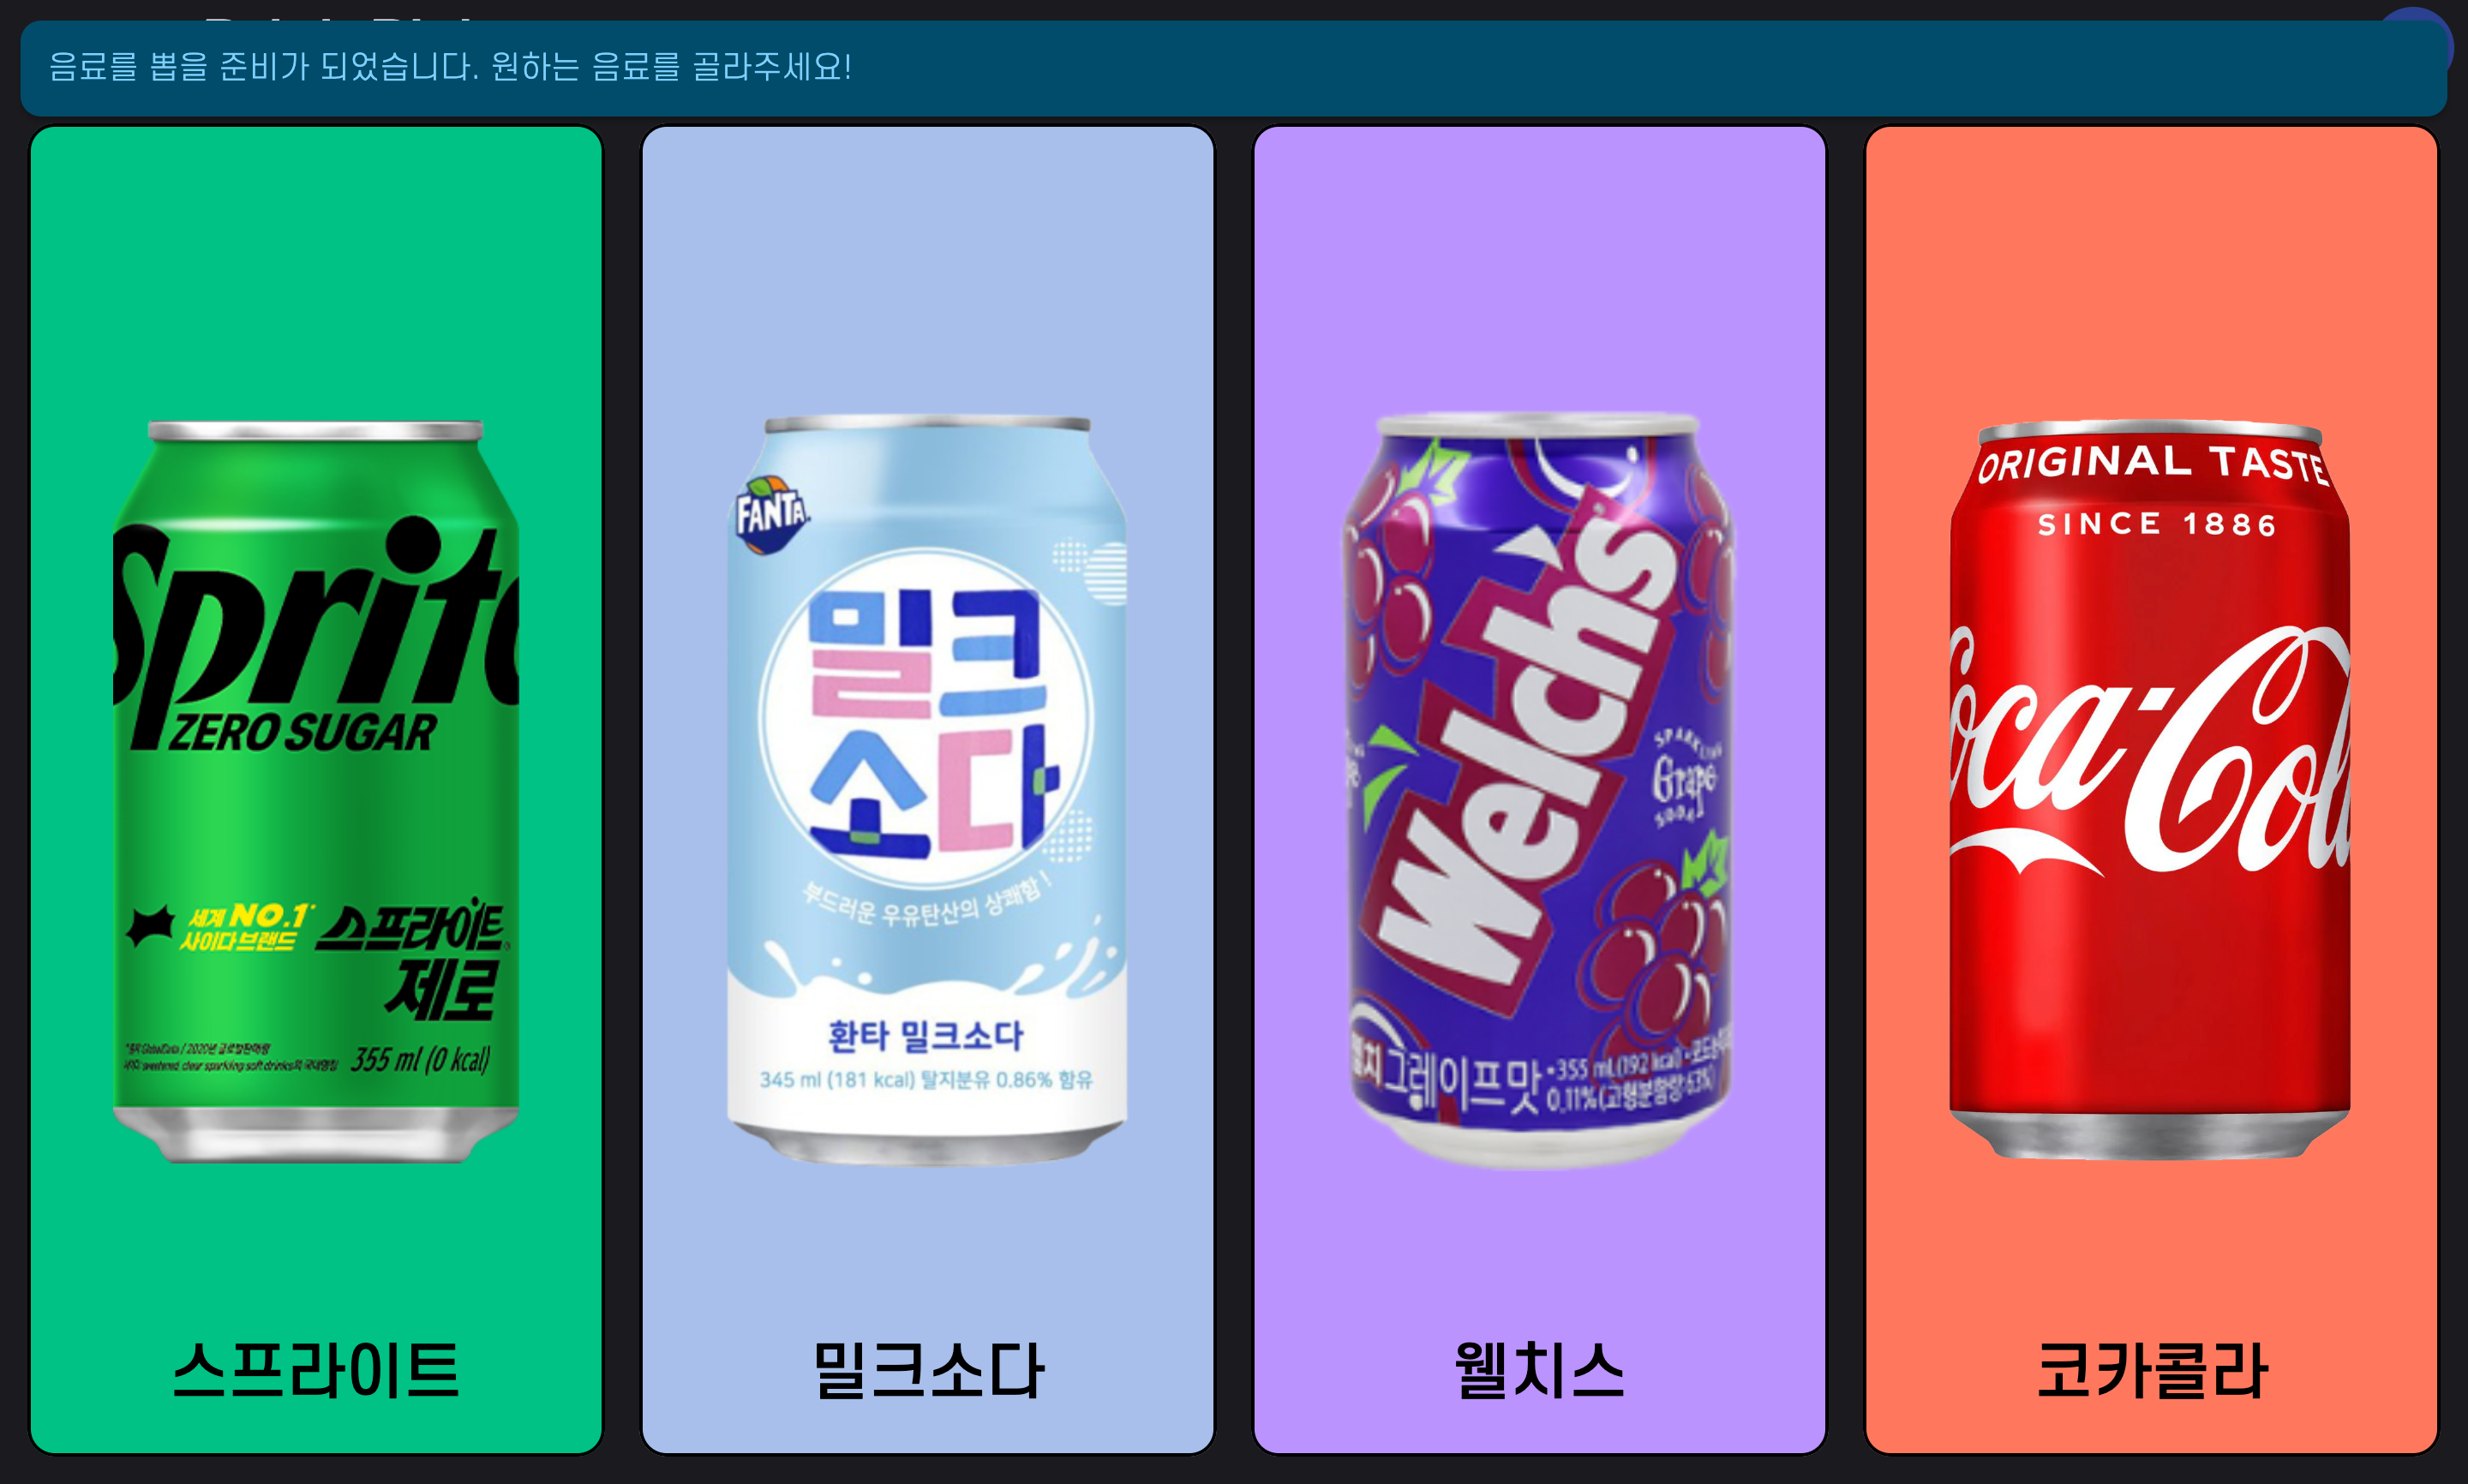 음료를 뽑을 준비가 되었습니다. 원하는 음료를 골라주세요!
Sprite
ZERO SUGAR
세계 NO.1
사이다 브랜드
스프라이트
제로
355 ml (0 kcal)
스프라이트
FANTA
밀크
소다
부드러운 우유탄산의 상쾌함!
환타 밀크소다
345 ml (181 kcal) 탈지분유 0.86% 함유
밀크소다
Welch's
SPARKLING
Grape
SODA
웰치 그레이프맛 •355 mL (192 kcal)
0.11% (고형분함량:63%)
웰치스
ORIGINAL TASTE
SINCE 1886
Coca-Cola
코카콜라